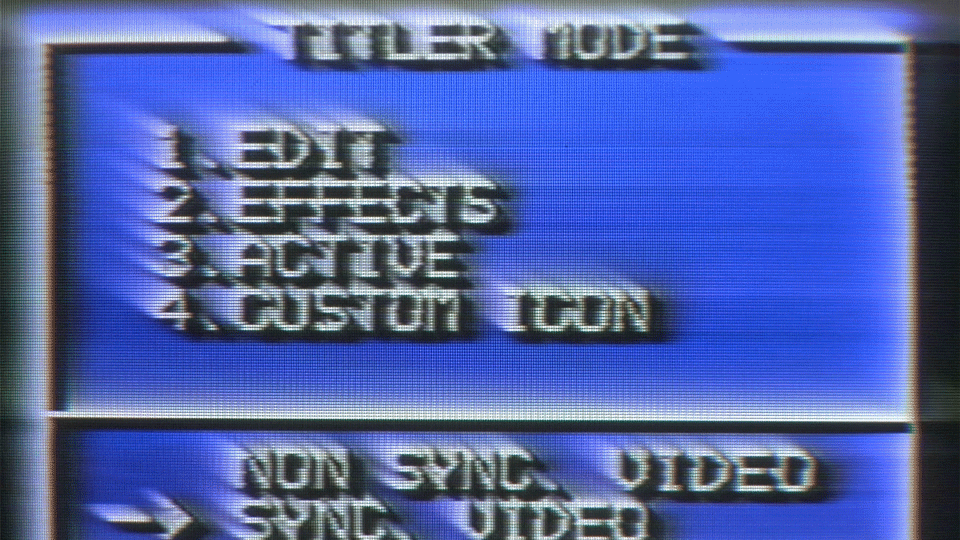 TITLER MODE
1. EDIT
2. EFFECTS
3. ACTIVE
4. CUSTOM ICON
NON SYNC. VIDEO
→ SYNC. VIDEO